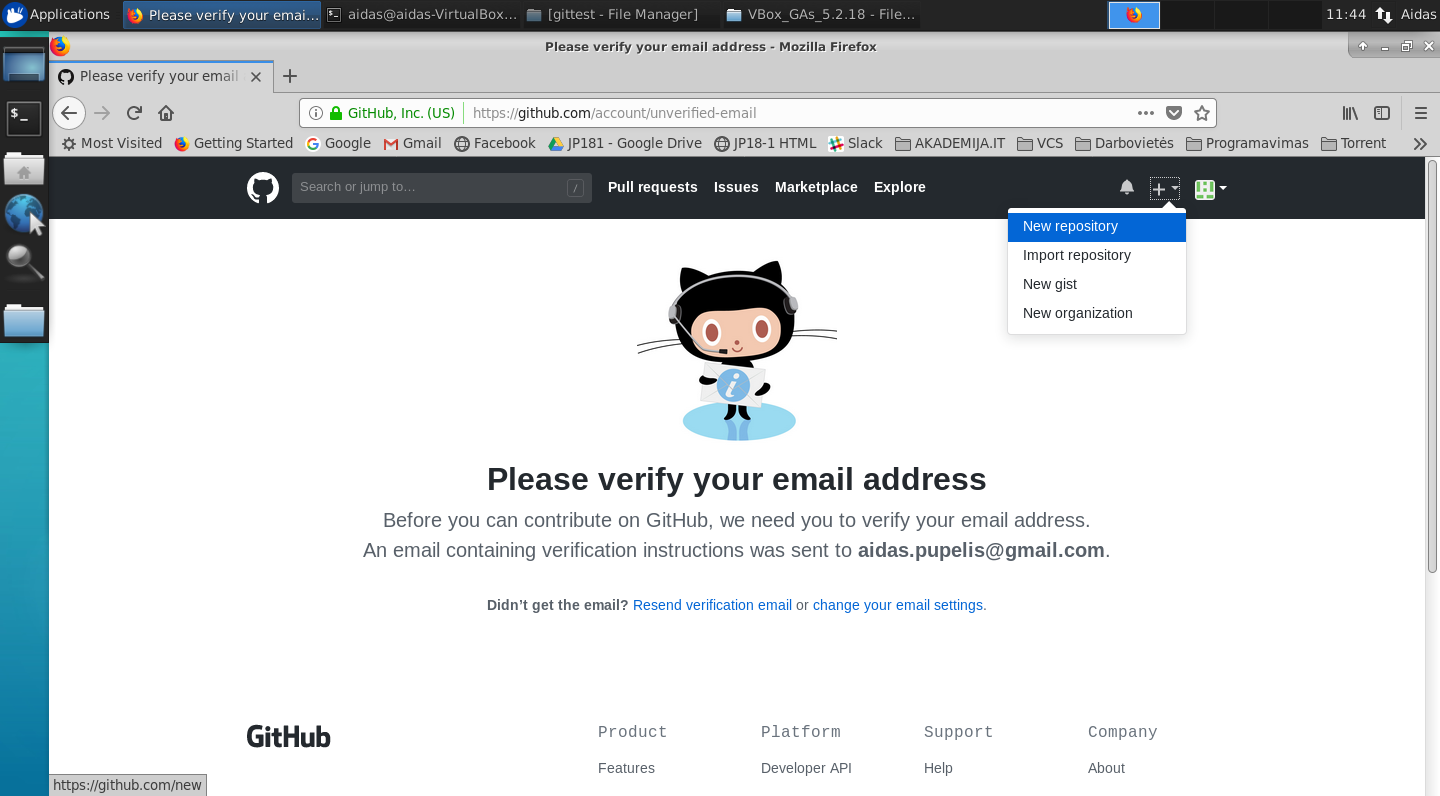 Applications Please verify your emai... aidas@aidas-VirtualBox... [gittest - File Manager] VBox_GAs_5.2.18 - File... 11:44 Aidas
Please verify your email address - Mozilla Firefox
Please verify your email
GitHub, Inc. (US) https://github.com/account/unverified-email
Most Visited Getting Started Google Gmail Facebook JP181 - Google Drive JP18-1 HTML Slack AKADEMIJA.IT VCS Darbovietės Programavimas Torrent
Search or jump to... / Pull requests Issues Marketplace Explore
New repository
Import repository
New gist
New organization
Please verify your email address
Before you can contribute on GitHub, we need you to verify your email address.
An email containing verification instructions was sent to aidas.pupelis@gmail.com.
Didn't get the email? Resend verification email or change your email settings.
GitHub Product Platform Support Company
Features Developer API Help About
https://github.com/new